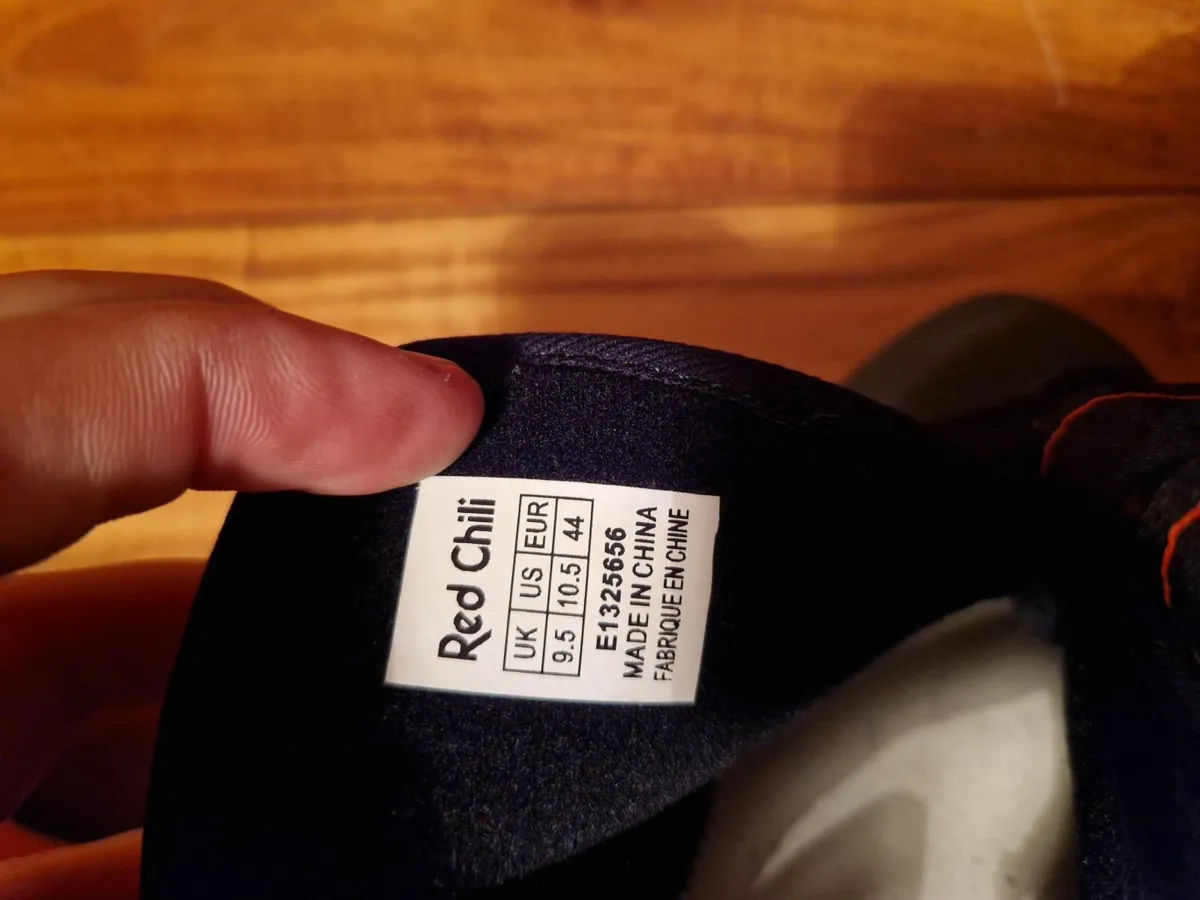 Red Chili
UK US EUR
9.5 10.5 44
E1325656
MADE IN CHINA
FABRIQUE EN CHINE